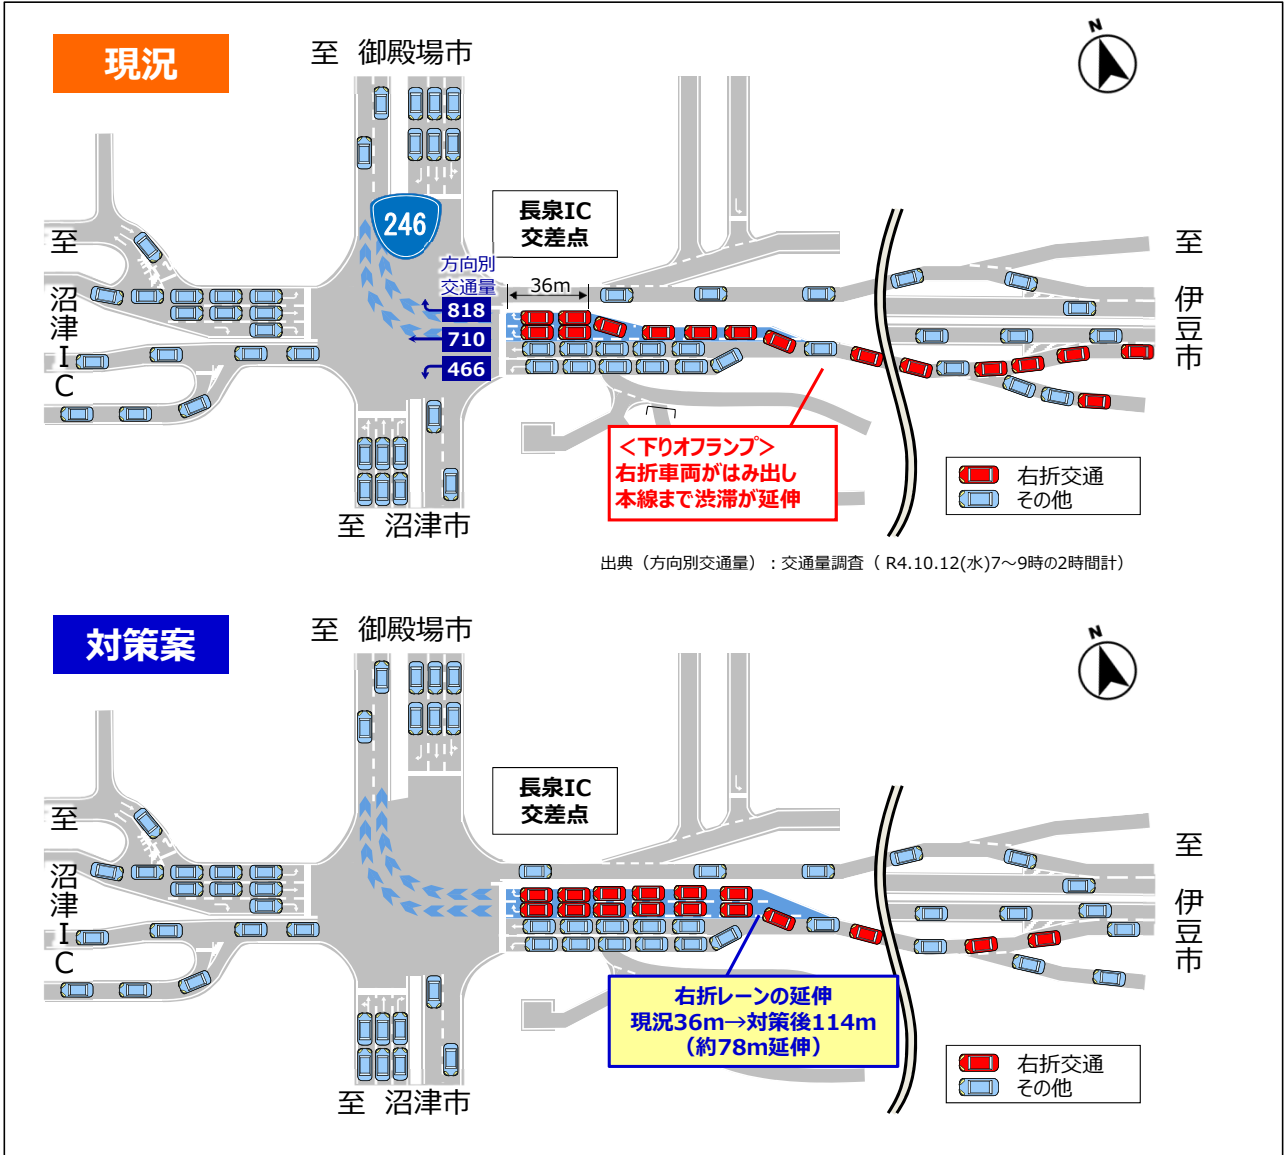 現況
至 御殿場市
N
246
長泉IC
交差点
至 沼津IC
方向別
交通量
36m
818
710
466
至 伊豆市
<下りオフランプ>
右折車両がはみ出し
本線まで渋滞が延伸
右折交通
その他
至 沼津市
出典(方向別交通量):交通量調査( R4.10.12(水)7~9時の2時間計)
対策案
至 御殿場市
N
長泉IC
交差点
至 沼津IC
至 伊豆市
右折レーンの延伸
現況36m→対策後114m
(約78m延伸)
右折交通
その他
至 沼津市